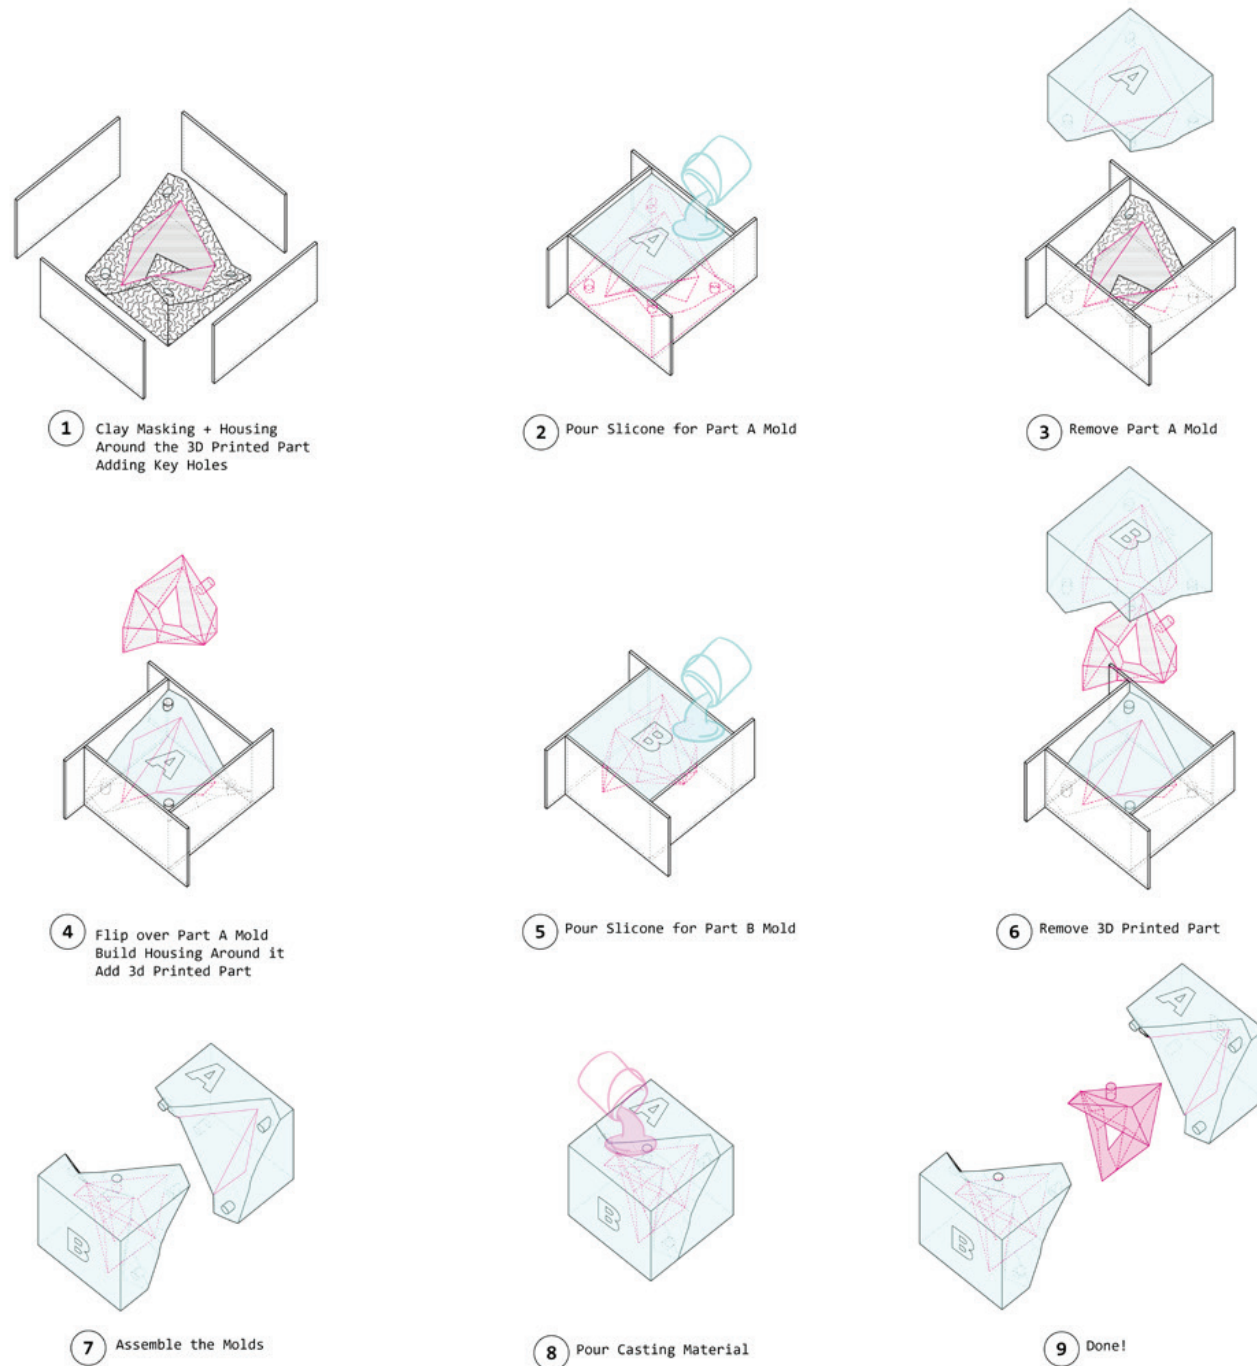 A
A
1 Clay Masking + Housing
Around the 3D Printed Part
Adding Key Holes
2 Pour Slicone for Part A Mold
3 Remove Part A Mold
A
B
B
4 Flip over Part A Mold
Build Housing Around it
Add 3d Printed Part
5 Pour Slicone for Part B Mold
6 Remove 3D Printed Part
A
B
A
B
A
B
7 Assemble the Molds
8 Pour Casting Material
9 Done!